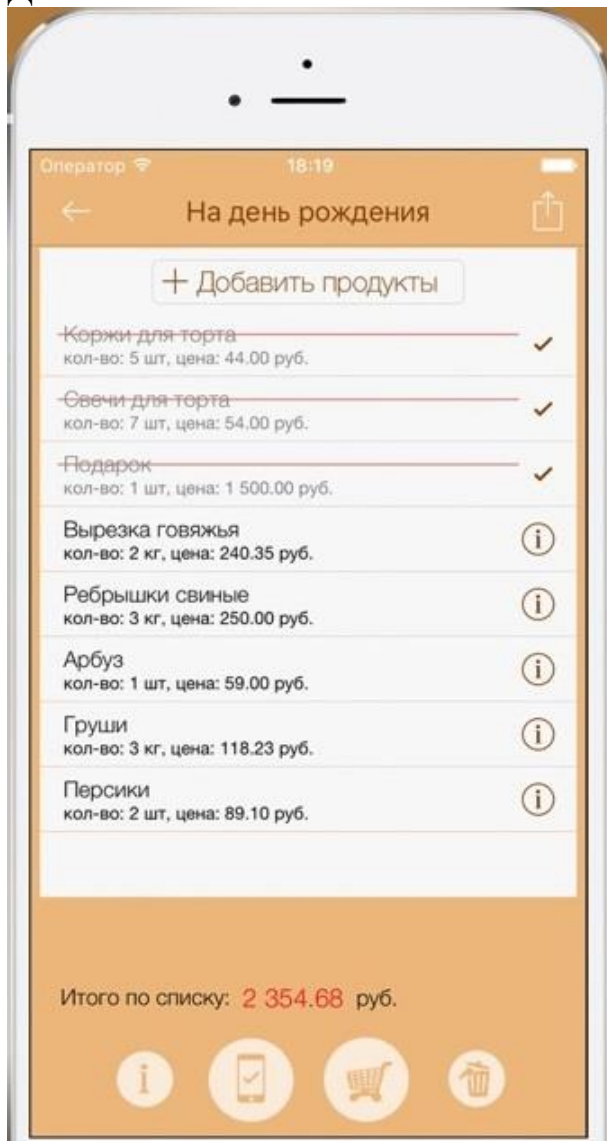 Оператор 18:19
На день рождения
+ Добавить продукты
Коржи для торта
кол-во: 5 шт, цена: 44.00 руб.
Свечи для торта
кол-во: 7 шт, цена: 54.00 руб.
Подарок
кол-во: 1 шт, цена: 1 500.00 руб.
Вырезка говяжья
кол-во: 2 кг, цена: 240.35 руб.
Ребрышки свиные
кол-во: 3 кг, цена: 250.00 руб.
Арбуз
кол-во: 1 шт, цена: 59.00 руб.
Груши
кол-во: 3 кг, цена: 118.23 руб.
Персики
кол-во: 2 шт, цена: 89.10 руб.
Итого по списку: 2 354.68 руб.